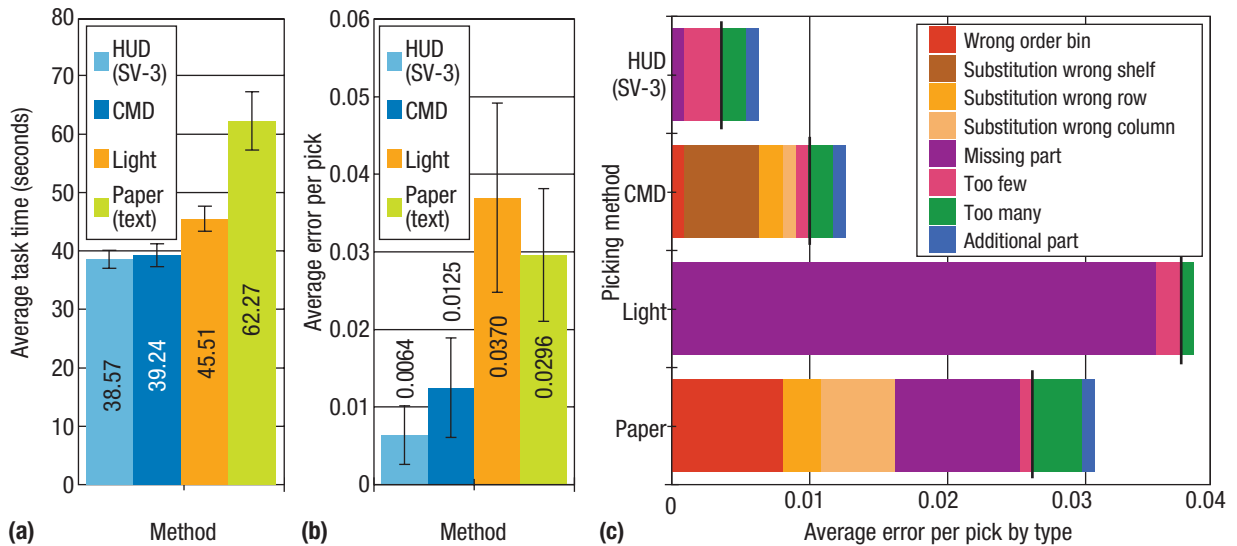 80
70
60
50
40
30
20
10
0
Average task time (seconds)
HUD
(SV-3)
CMD
Light
Paper
(text)
38.57
39.24
45.51
62.27
(a)
Method
0.06
0.05
0.04
0.03
0.02
0.01
0
Average error per pick
HUD
(SV-3)
CMD
Light
Paper
(text)
0.0064
0.0125
0.0370
0.0296
(b)
Method
Picking method
HUD
(SV-3)
CMD
Light
Paper
Wrong order bin
Substitution wrong shelf
Substitution wrong row
Substitution wrong column
Missing part
Too few
Too many
Additional part
0
0.01
0.02
0.03
0.04
(c)
Average error per pick by type